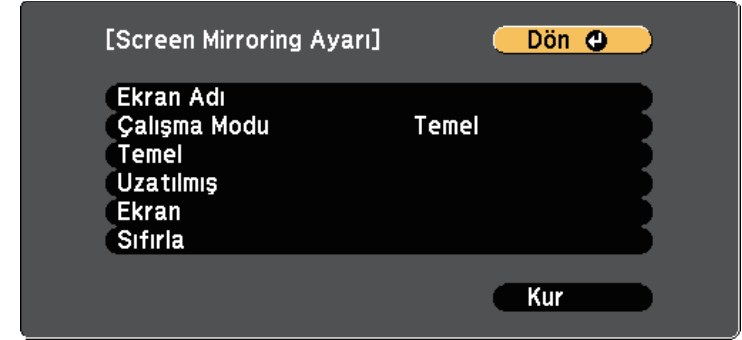 [Screen Mirroring Ayarı] Dön
Ekran Adı
Çalışma Modu Temel
Temel
Uzatılmış
Ekran
Sıfırla
Kur